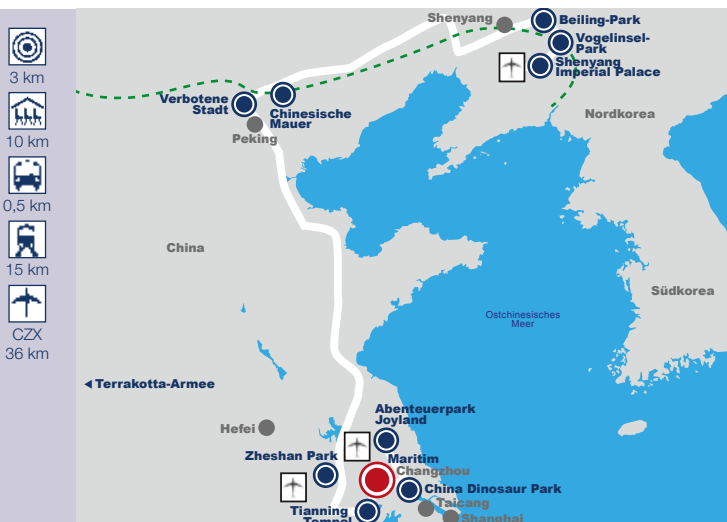 3 km
10 km
0,5 km
15 km
CZX
36 km
Shenyang
Beiling-Park
Vogelinsel-
Park
Shenyang
Imperial Palace
Verbotene
Stadt
Chinesische
Mauer
Peking
Nordkorea
China
Südkorea
Ostchinesisches
Meer
Terrakotta-Armee
Abenteuerpark
Joyland
Hefei
Zheshan Park
Maritim
Changzhou
China Dinosaur Park
Taicang
Tianning
Tempel
Shanghai